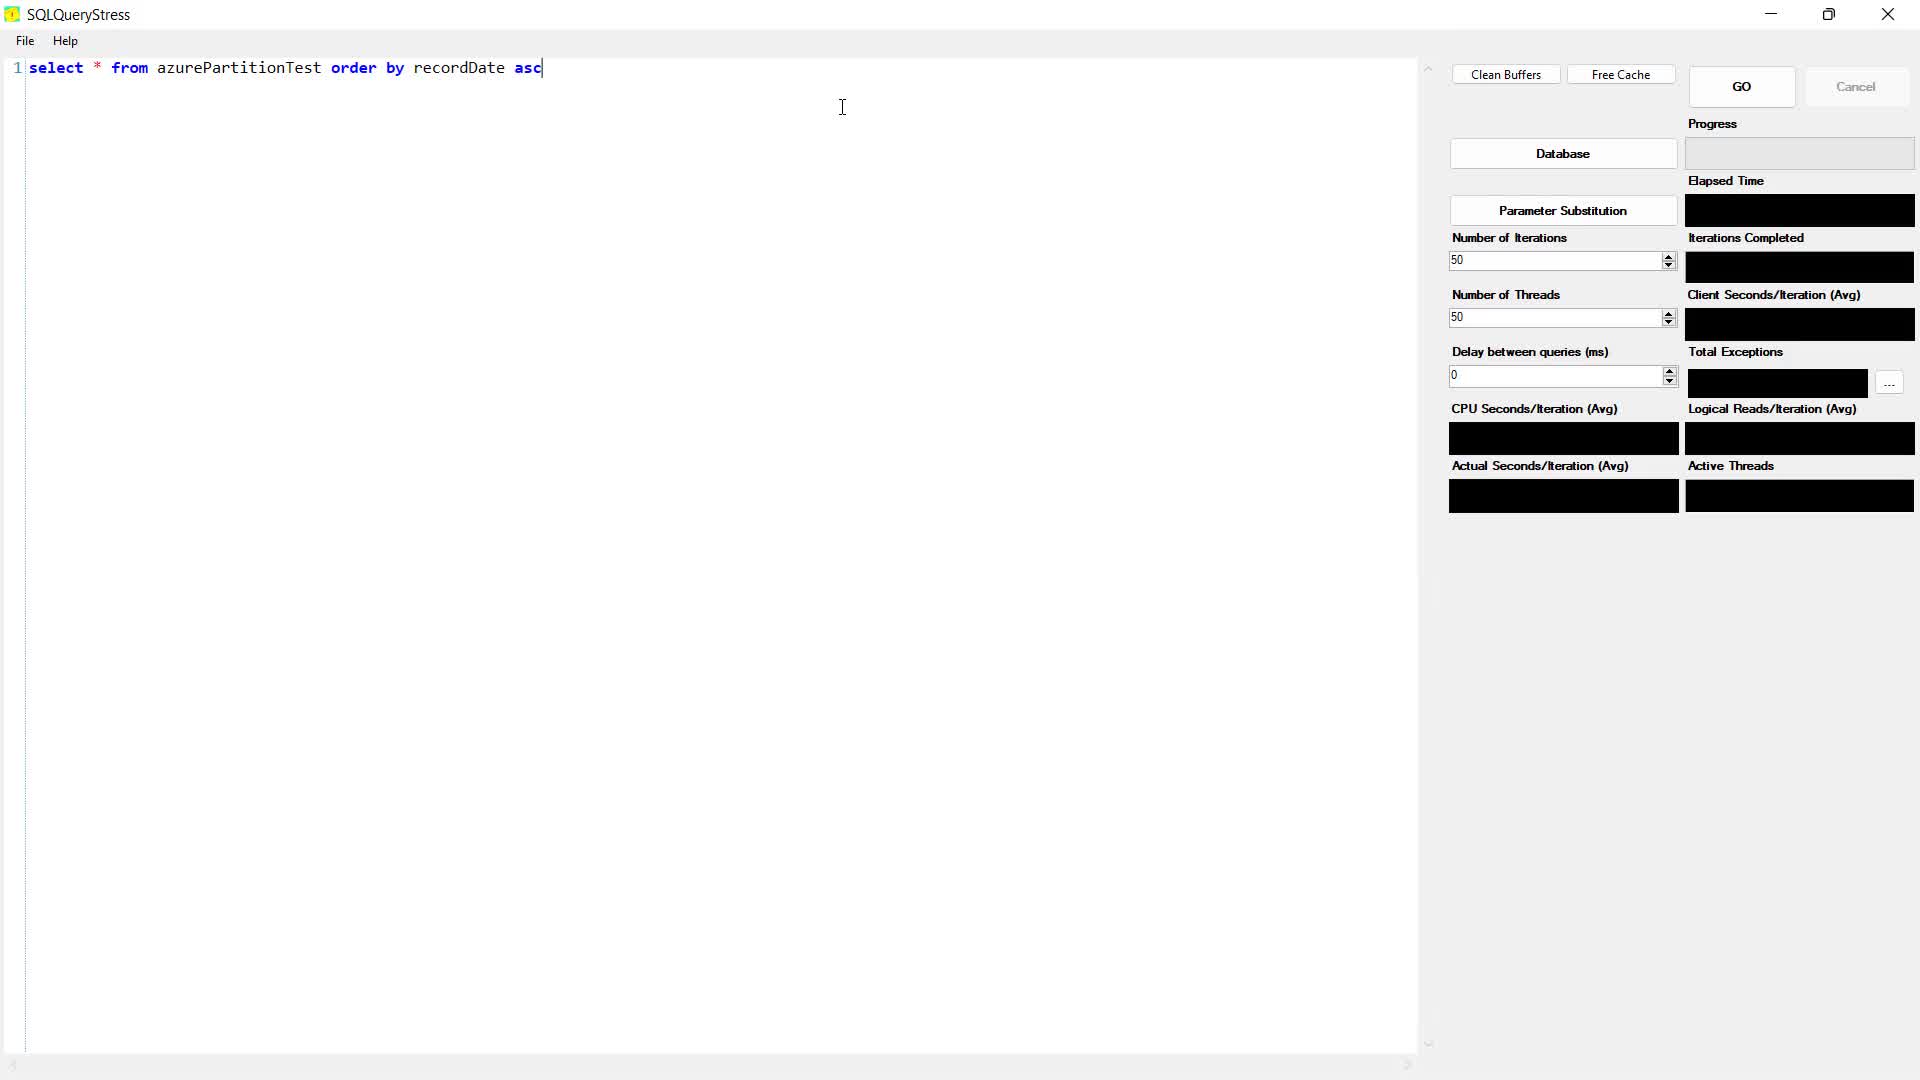 SQLQueryStress
File Help
1 select * from azurePartitionTest order by recordDate asc
Clean Buffers Free Cache GO Cancel
Progress
Database
Elapsed Time
Parameter Substitution
Number of Iterations Iterations Completed
50
Number of Threads Client Seconds/Iteration (Avg)
50
Delay between queries (ms) Total Exceptions
0 ...
CPU Seconds/Iteration (Avg) Logical Reads/Iteration (Avg)
Actual Seconds/Iteration (Avg) Active Threads